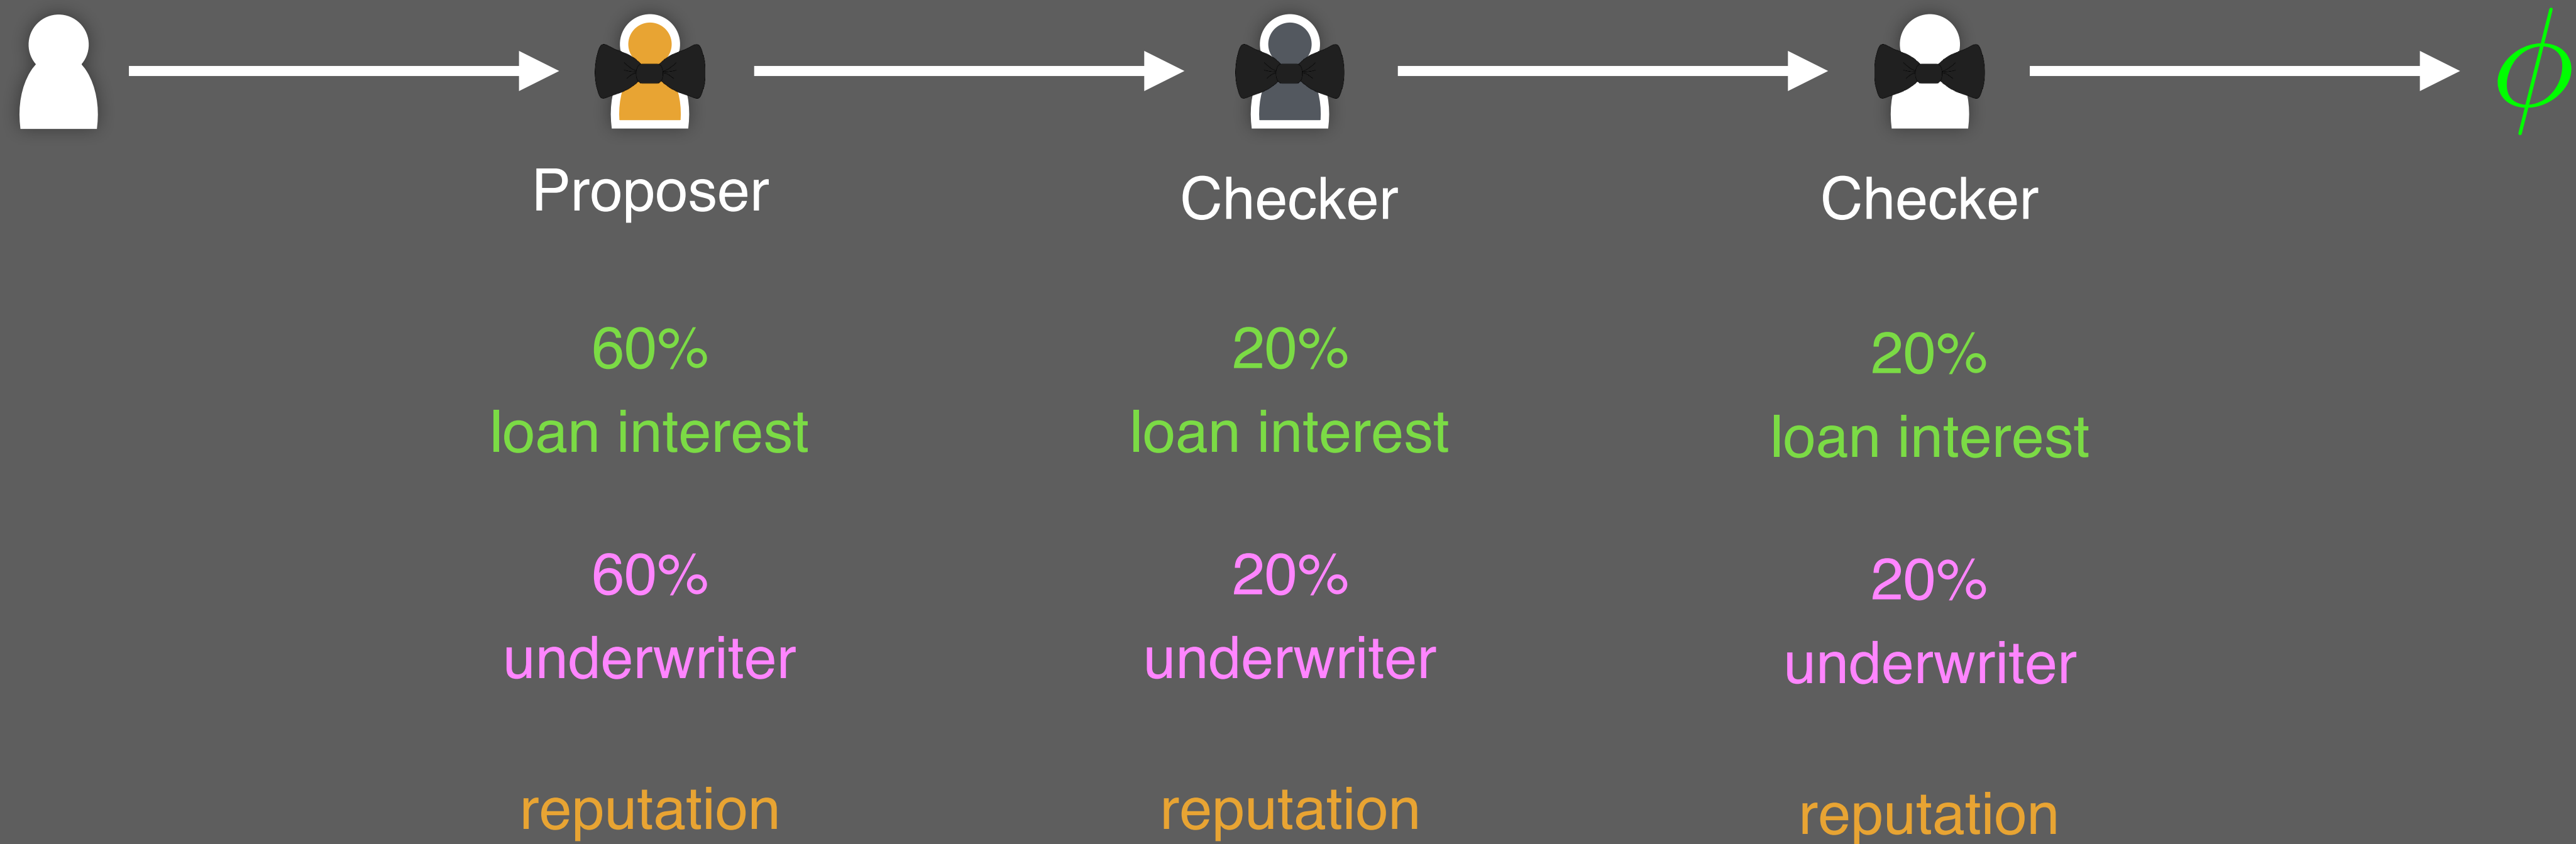 ϕ
Proposer
Checker
Checker
60%
loan interest
20%
loan interest
20%
loan interest
60%
underwriter
20%
underwriter
20%
underwriter
reputation
reputation
reputation